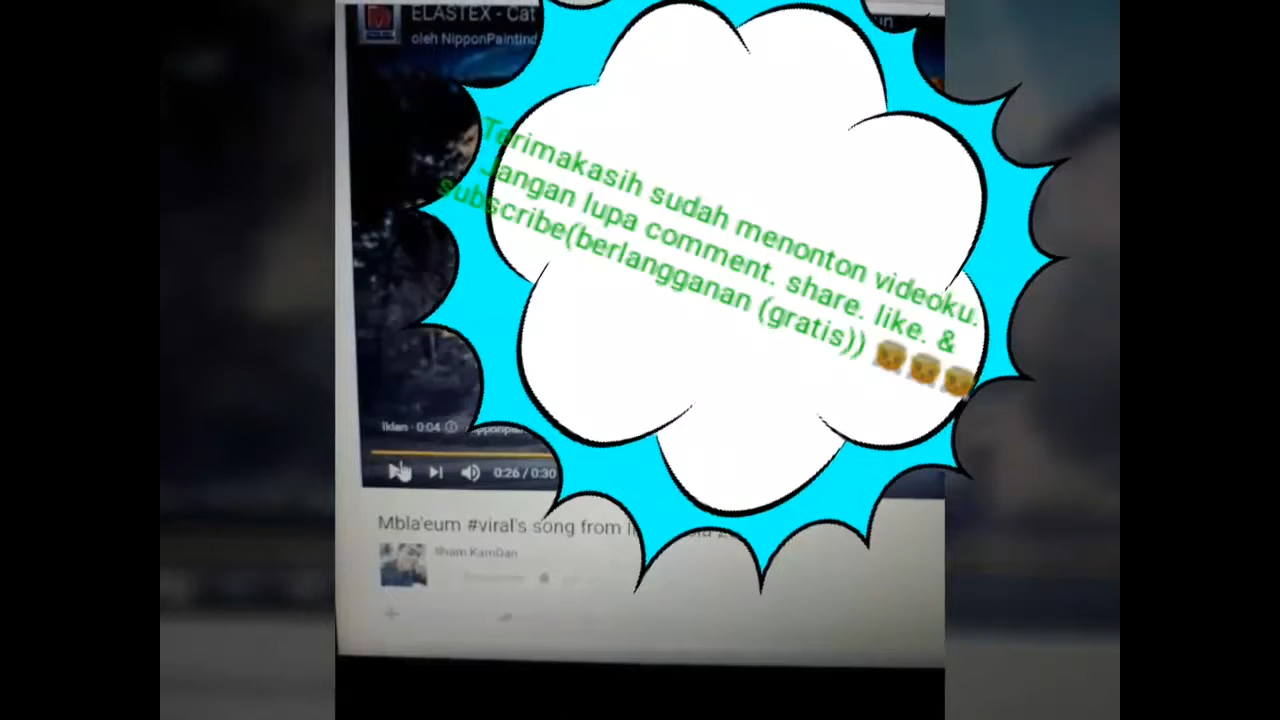 ELASTEX - Cat
oleh NipponPaintind
un
Terimakasih sudah menonton videoku.
Jangan lupa comment. share. like. &
subscribe(berlangganan (gratis))
Iklan · 0:04
0:26 / 0:30
Mbla'eum #viral's song from
Ilham KamDan